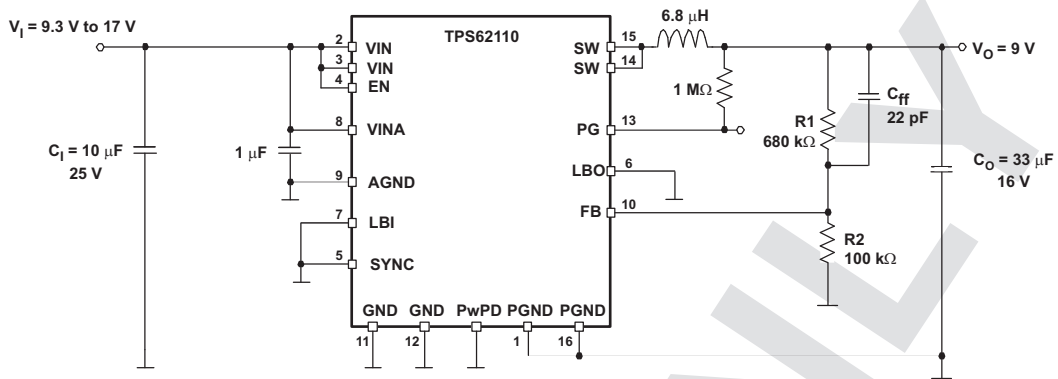 V_I = 9.3 V to 17 V
TPS62110
6.8 μH
V_O = 9 V
2 VIN
3 VIN
4 EN
8 VINA
9 AGND
7 LBI
5 SYNC
C_I = 10 μF
25 V
1 μF
SW 15
SW 14
PG 13
LBO 6
FB 10
1 MΩ
R1
680 kΩ
C_ff
22 pF
C_O = 33 μF
16 V
R2
100 kΩ
GND GND PwPD PGND PGND
11 12 1 16